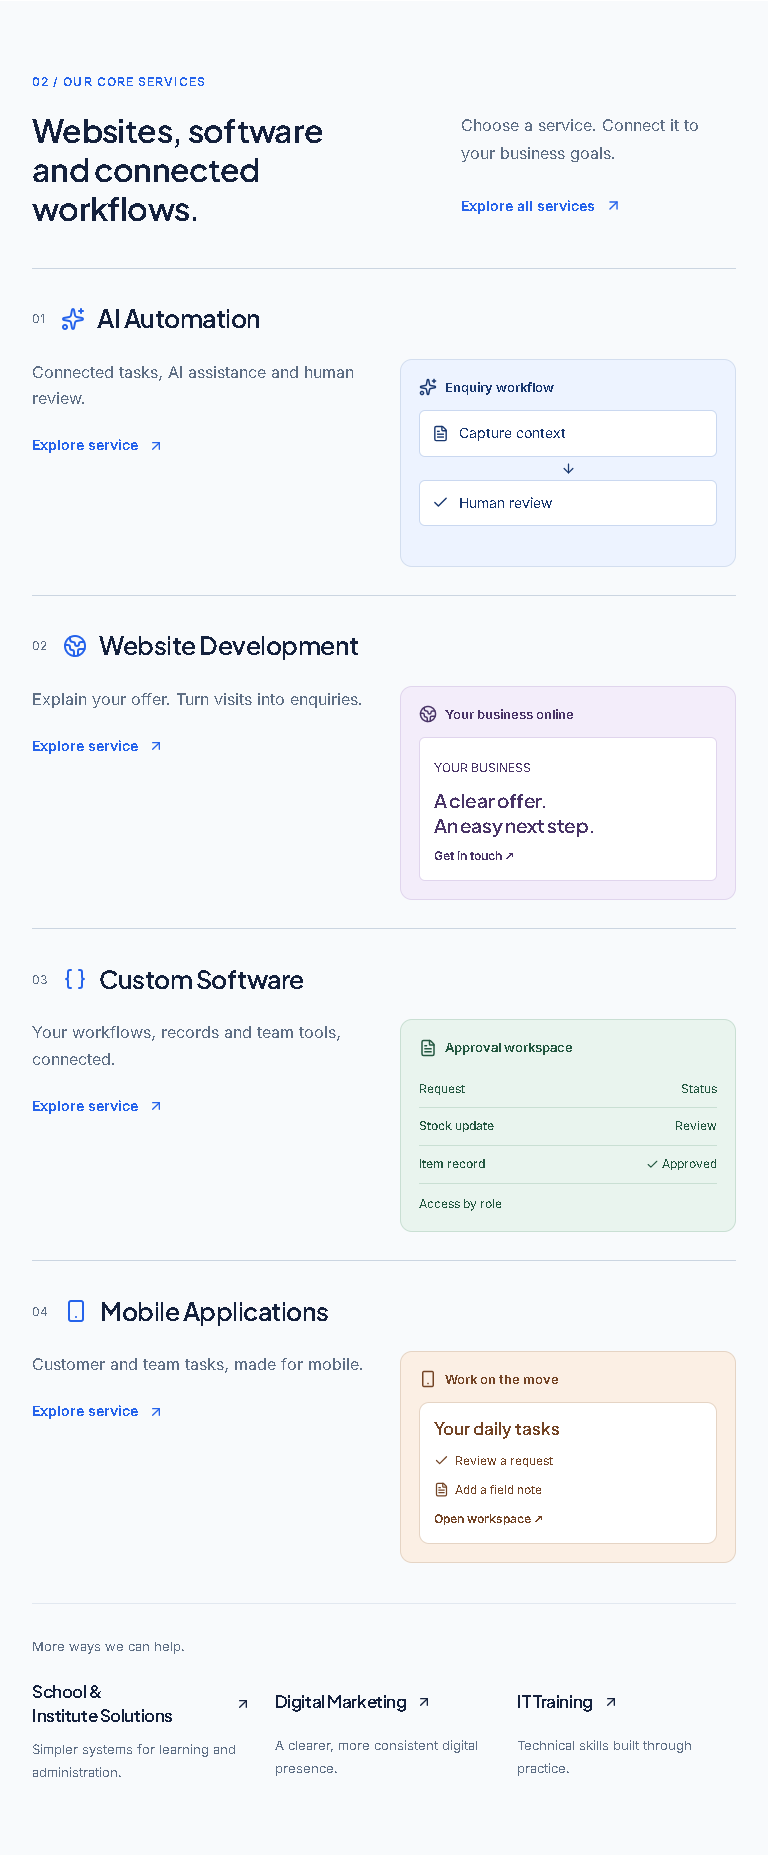 02 / OUR CORE SERVICES
Websites, software
and connected
workflows.
Choose a service. Connect it to
your business goals.
Explore all services ↗
01 AI Automation
Connected tasks, AI assistance and human
review.
Explore service ↗
Enquiry workflow
Capture context
↓
Human review
02 Website Development
Explain your offer. Turn visits into enquiries.
Explore service ↗
Your business online
YOUR BUSINESS
A clear offer.
An easy next step.
Get in touch ↗
03 {} Custom Software
Your workflows, records and team tools,
connected.
Explore service ↗
Approval workspace
Request Status
Stock update Review
Item record ✓ Approved
Access by role
04 Mobile Applications
Customer and team tasks, made for mobile.
Explore service ↗
Work on the move
Your daily tasks
✓ Review a request
Add a field note
Open workspace ↗
More ways we can help.
School &
Institute Solutions ↗
Simpler systems for learning and
administration.
Digital Marketing ↗
A clearer, more consistent digital
presence.
IT Training ↗
Technical skills built through
practice.